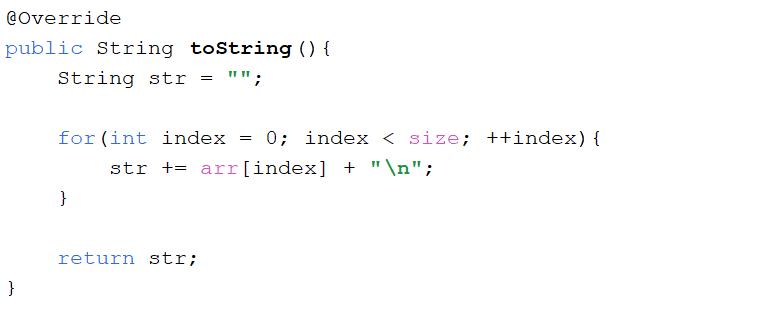 @Override
public String toString(){
    String str = "";
    for(int index = 0; index < size; ++index){
        str += arr[index] + "\n";
    }
    return str;
}